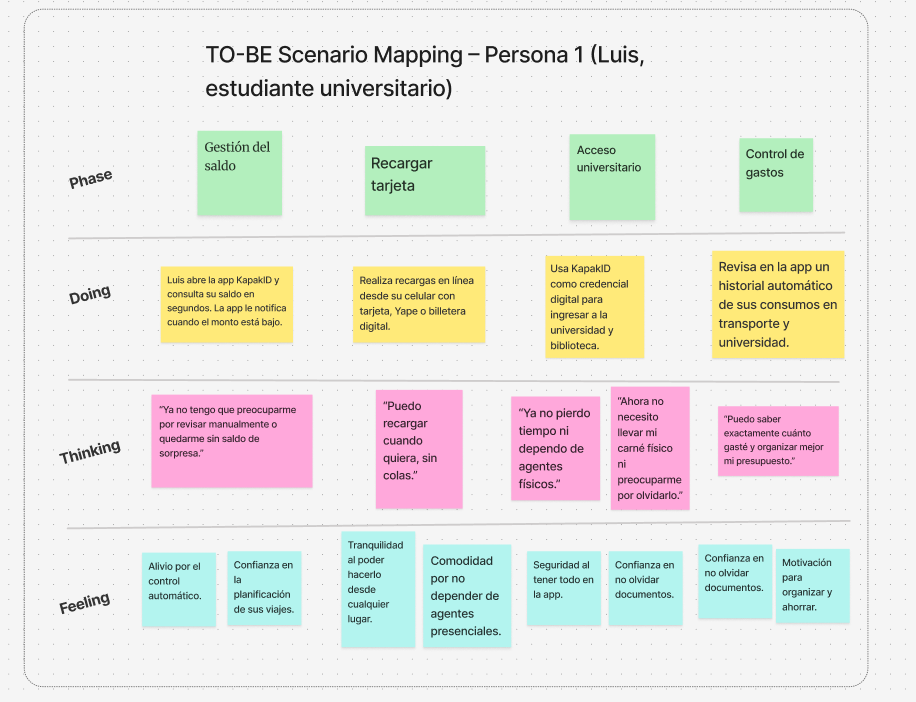 TO-BE Scenario Mapping – Persona 1 (Luis,
estudiante universitario)
Phase
Gestión del
saldo
Recargar
tarjeta
Acceso
universitario
Control de
gastos
Doing
Luis abre la app KapakID y
consulta su saldo en
segundos. La app le notifica
cuando el monto está bajo.
Realiza recargas en línea
desde su celular con
tarjeta, Yape o billetera
digital.
Usa KapakID
como credencial
digital para
ingresar a la
universidad y
biblioteca.
Revisa en la app un
historial automático
de sus consumos en
transporte y
universidad.
Thinking
“Ya no tengo que preocuparme
por revisar manualmente o
quedarme sin saldo de
sorpresa.”
“Puedo
recargar
cuando
quiera, sin
colas.”
“Ya no pierdo
tiempo ni
dependo de
agentes
físicos.”
“Ahora no
necesito
llevar mi
carné físico
ni
preocuparme
por olvidarlo.”
“Puedo saber
exactamente cuánto
gasté y organizar mejor
mi presupuesto.”
Feeling
Alivio por el
control
automático.
Confianza en
la
planificación
de sus viajes.
Tranquilidad
al poder
hacerlo
desde
cualquier
lugar.
Comodidad
por no
depender de
agentes
presenciales.
Seguridad al
tener todo en
la app.
Confianza en
no olvidar
documentos.
Confianza en
no olvidar
documentos.
Motivación
para
organizar y
ahorrar.